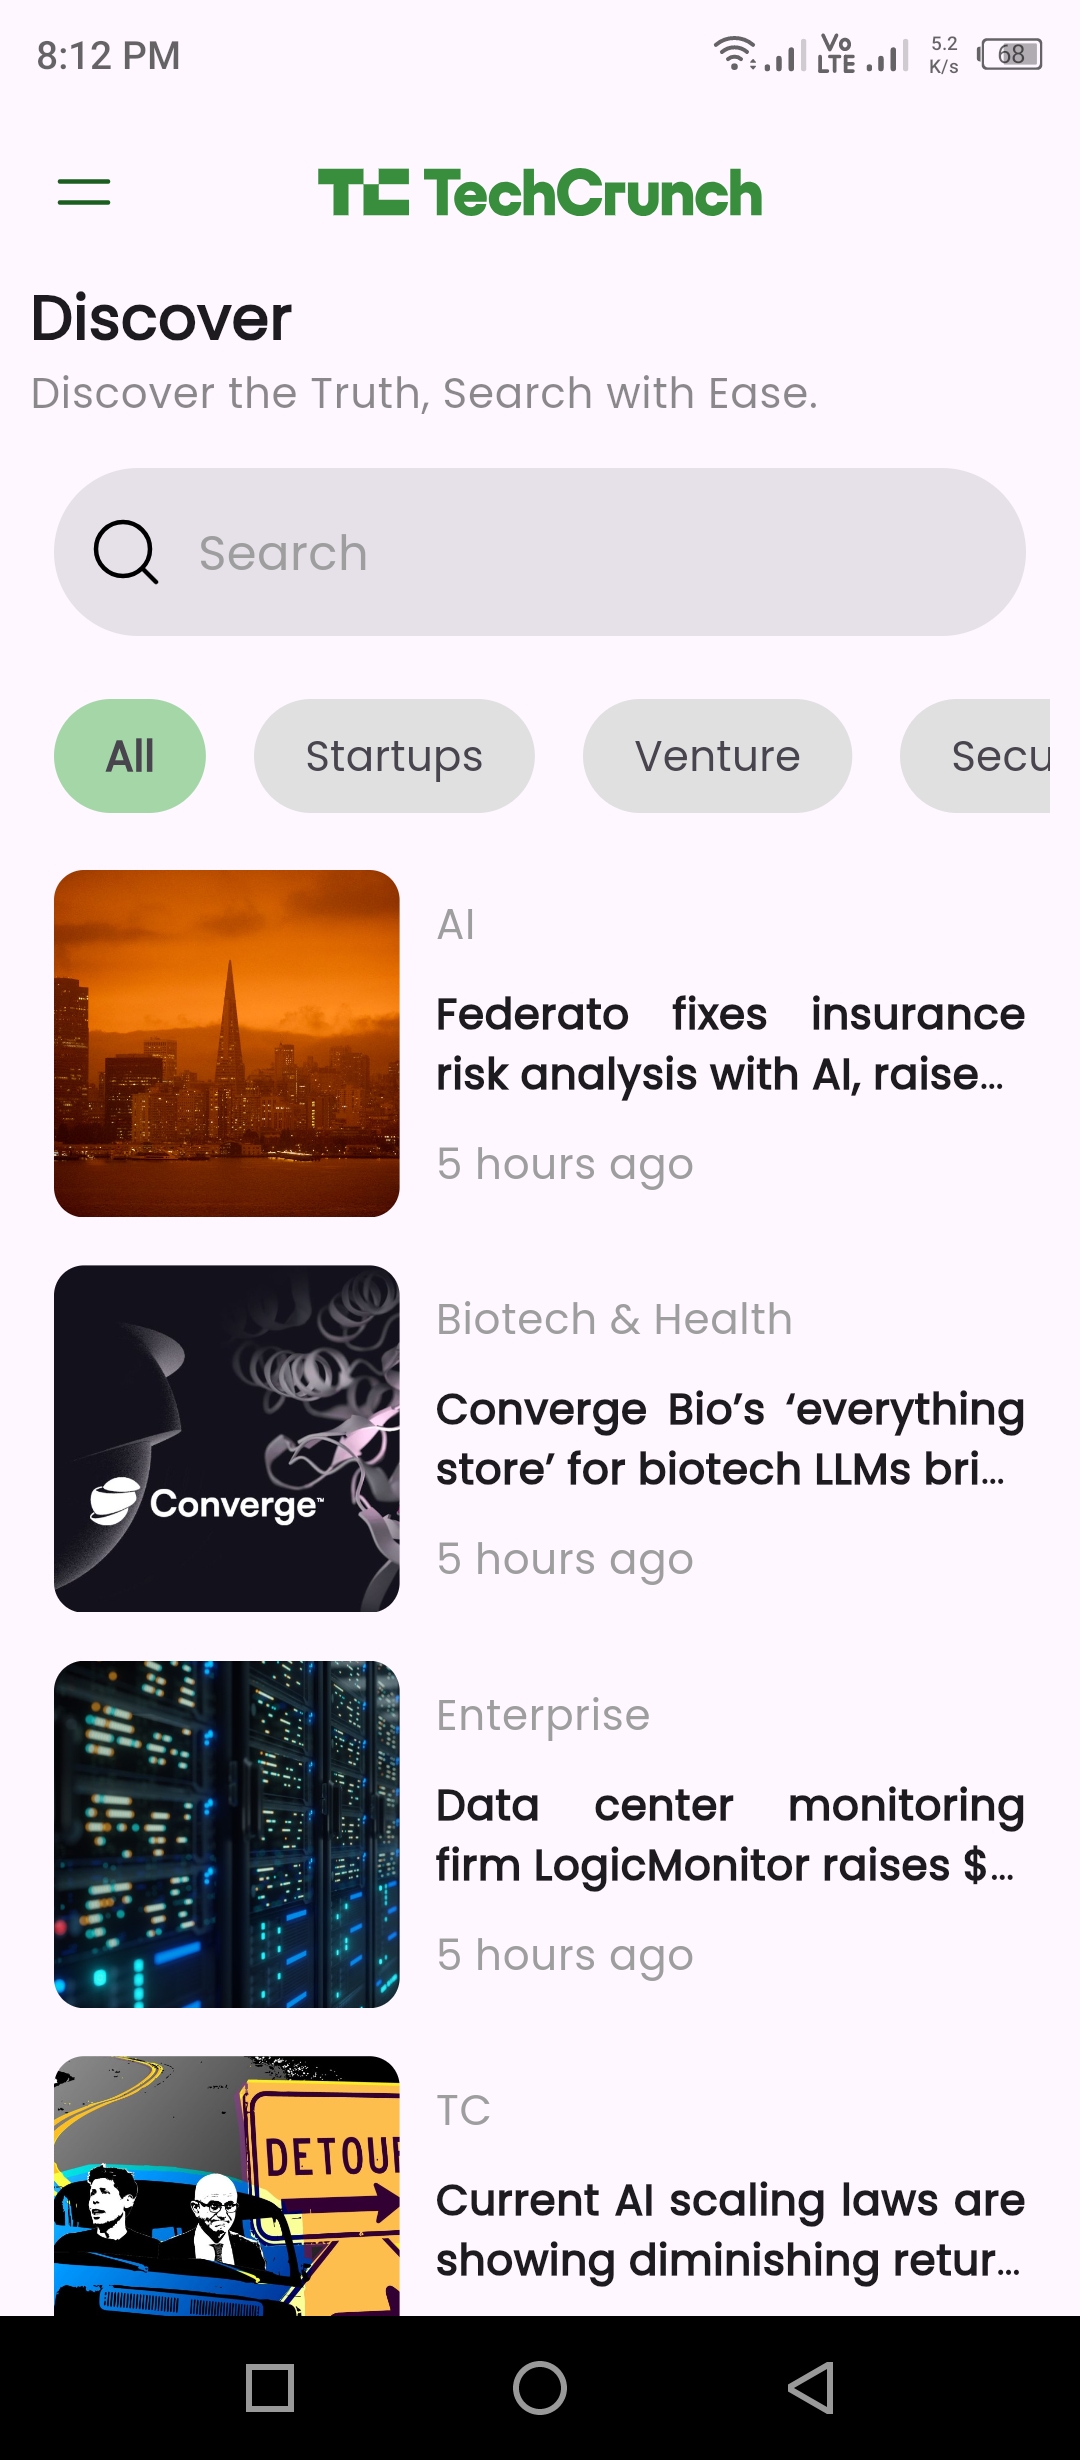 8:12 PM
Vo
LTE
5.2
K/s
68
TC TechCrunch
Discover
Discover the Truth, Search with Ease.
Search
All Startups Venture Secu
AI
Federato fixes insurance
risk analysis with AI, raise...
5 hours ago
Biotech & Health
Converge Bio’s ‘everything
store’ for biotech LLMs bri...
5 hours ago
Converge™
Enterprise
Data center monitoring
firm LogicMonitor raises $...
5 hours ago
TC
Current AI scaling laws are
showing diminishing retur...
DETOUR